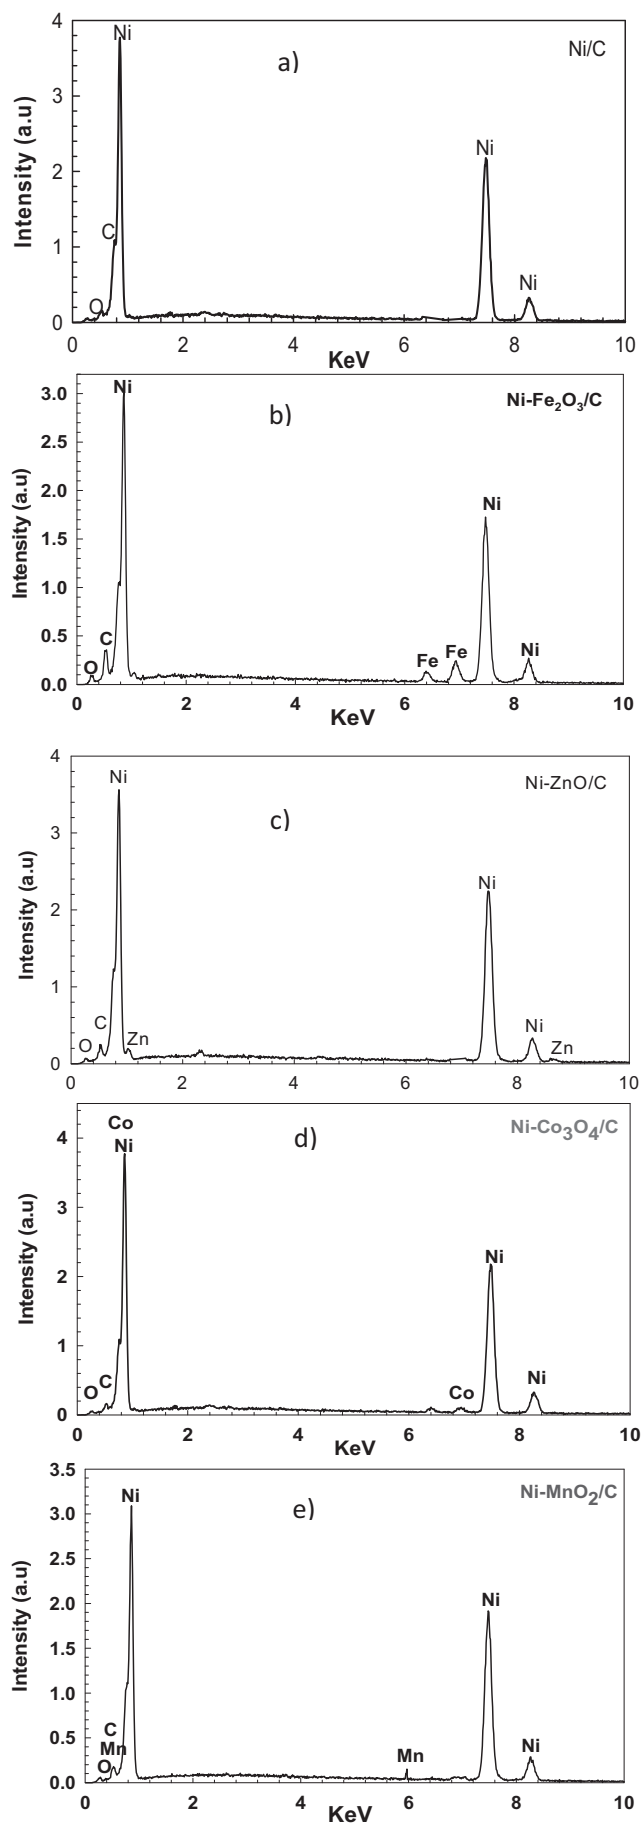 4
Ni
a)
Ni/C
3
Intensity (a.u)
Ni
2
C
1
Ni
O
0
0 2 4 6 8 10
KeV
3.0
Ni
b)
Ni-Fe₂O₃/C
2.5
Intensity (a.u)
2.0
Ni
1.5
1.0
0.5
C
Fe
Fe
Ni
O
0.0
0 2 4 6 8 10
KeV
4
Ni
Ni-ZnO/C
c)
3
Intensity (a.u)
Ni
2
1
C
Zn
Ni
O
Zn
0
0 2 4 6 8 10
Co
4
Ni
d)
Ni-Co₃O₄/C
3
Intensity (a.u)
Ni
2
1
C
O
Co
Ni
0
0 2 4 6 8 10
KeV
3.5
Ni
e)
Ni-MnO₂/C
3.0
2.5
Intensity (a.u)
2.0
Ni
1.5
1.0
C
0.5
Mn
Mn
Ni
O
0.0
0 2 4 6 8 10
KeV